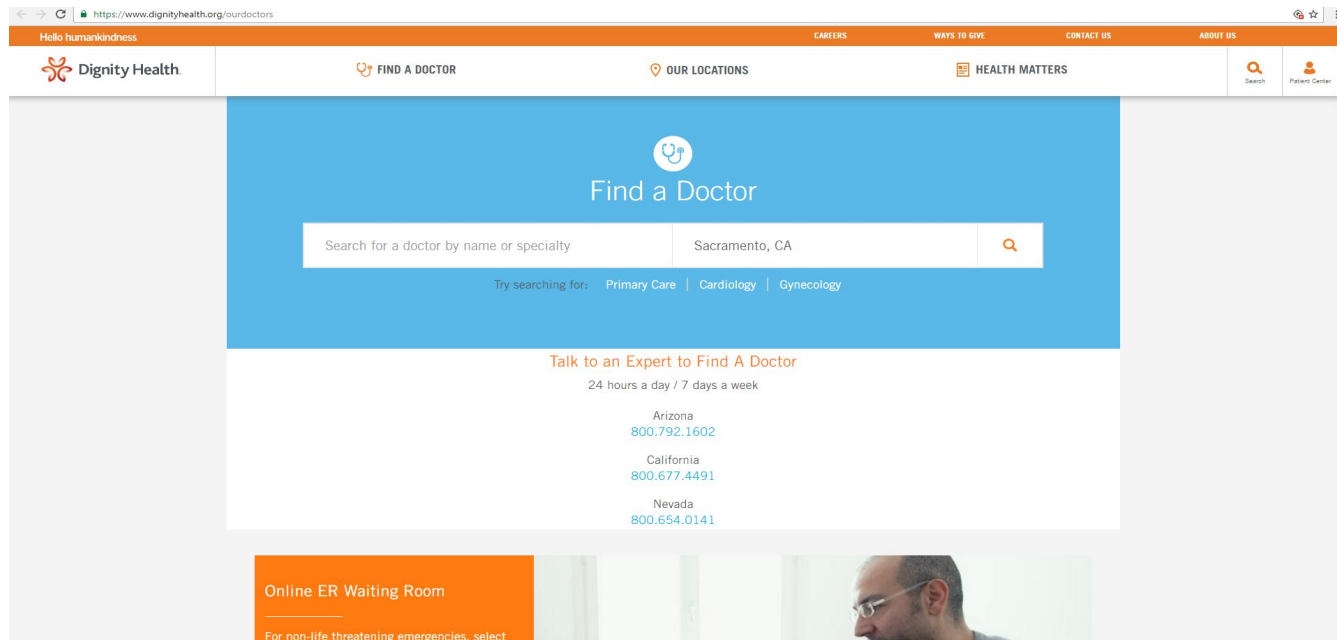 https://www.dignityhealth.org/ourdoctors
Hello humankindness CAREERS WAYS TO GIVE CONTACT US ABOUT US
Dignity Health. FIND A DOCTOR OUR LOCATIONS HEALTH MATTERS Search Patient Center
Find a Doctor
Search for a doctor by name or specialty Sacramento, CA
Try searching for: Primary Care | Cardiology | Gynecology
Talk to an Expert to Find A Doctor
24 hours a day / 7 days a week
Arizona
800.792.1602
California
800.677.4491
Nevada
800.654.0141
Online ER Waiting Room
For non-life threatening emergencies, select